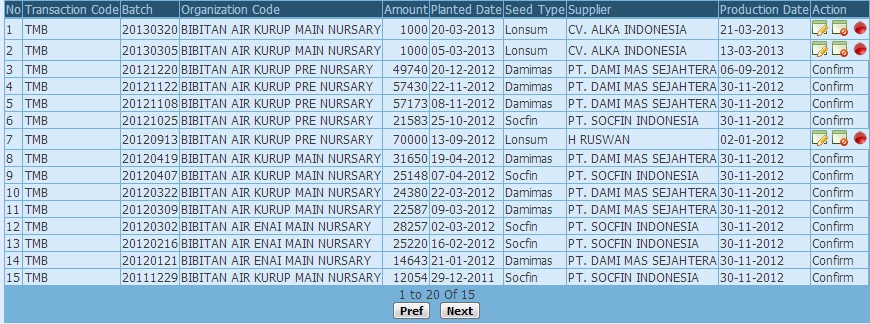 No Transaction Code Batch Organization Code Amount Planted Date Seed Type Supplier Production Date Action
1 TMB 20130320 BIBITAN AIR KURUP MAIN NURSARY 1000 20-03-2013 Lonsum CV. ALKA INDONESIA 21-03-2013
2 TMB 20130305 BIBITAN AIR KURUP MAIN NURSARY 1000 05-03-2013 Lonsum CV. ALKA INDONESIA 13-03-2013
3 TMB 20121220 BIBITAN AIR KURUP PRE NURSARY 49740 20-12-2012 Damimas PT. DAMI MAS SEJAHTERA 06-09-2012 Confirm
4 TMB 20121122 BIBITAN AIR KURUP PRE NURSARY 57430 22-11-2012 Damimas PT. DAMI MAS SEJAHTERA 30-11-2012 Confirm
5 TMB 20121108 BIBITAN AIR KURUP PRE NURSARY 57173 08-11-2012 Damimas PT. DAMI MAS SEJAHTERA 30-11-2012 Confirm
6 TMB 20121025 BIBITAN AIR KURUP PRE NURSARY 21583 25-10-2012 Socfin PT. SOCFIN INDONESIA 30-11-2012 Confirm
7 TMB 20120913 BIBITAN AIR KURUP PRE NURSARY 70000 13-09-2012 Lonsum H RUSWAN 02-01-2012
8 TMB 20120419 BIBITAN AIR KURUP MAIN NURSARY 31650 19-04-2012 Damimas PT. DAMI MAS SEJAHTERA 30-11-2012 Confirm
9 TMB 20120407 BIBITAN AIR KURUP MAIN NURSARY 25148 07-04-2012 Socfin PT. SOCFIN INDONESIA 30-11-2012 Confirm
10 TMB 20120322 BIBITAN AIR KURUP MAIN NURSARY 24380 22-03-2012 Damimas PT. DAMI MAS SEJAHTERA 30-11-2012 Confirm
11 TMB 20120309 BIBITAN AIR KURUP MAIN NURSARY 22587 09-03-2012 Damimas PT. DAMI MAS SEJAHTERA 30-11-2012 Confirm
12 TMB 20120302 BIBITAN AIR ENAI MAIN NURSARY 28257 02-03-2012 Socfin PT. SOCFIN INDONESIA 30-11-2012 Confirm
13 TMB 20120216 BIBITAN AIR ENAI MAIN NURSARY 25220 16-02-2012 Socfin PT. SOCFIN INDONESIA 30-11-2012 Confirm
14 TMB 20120121 BIBITAN AIR ENAI MAIN NURSARY 14643 21-01-2012 Damimas PT. DAMI MAS SEJAHTERA 30-11-2012 Confirm
15 TMB 20111229 BIBITAN AIR KURUP MAIN NURSARY 12054 29-12-2011 Socfin PT. SOCFIN INDONESIA 30-11-2012 Confirm
1 to 20 Of 15
Pref Next